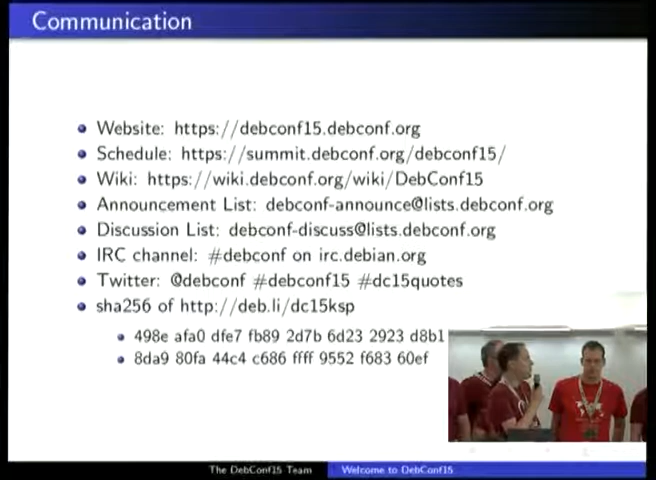 Communication
Website: https://debconf15.debconf.org
Schedule: https://summit.debconf.org/debconf15/
Wiki: https://wiki.debconf.org/wiki/DebConf15
Announcement List: debconf-announce@lists.debconf.org
Discussion List: debconf-discuss@lists.debconf.org
IRC channel: #debconf on irc.debian.org
Twitter: @debconf #debconf15 #dc15quotes
sha256 of http://deb.li/dc15ksp
498e afa0 dfe7 fb89 2d7b 6d23 2923 d8b1
8da9 80fa 44c4 c686 ffff 9552 f683 60ef
The DebConf15 Team Welcome to DebConf15